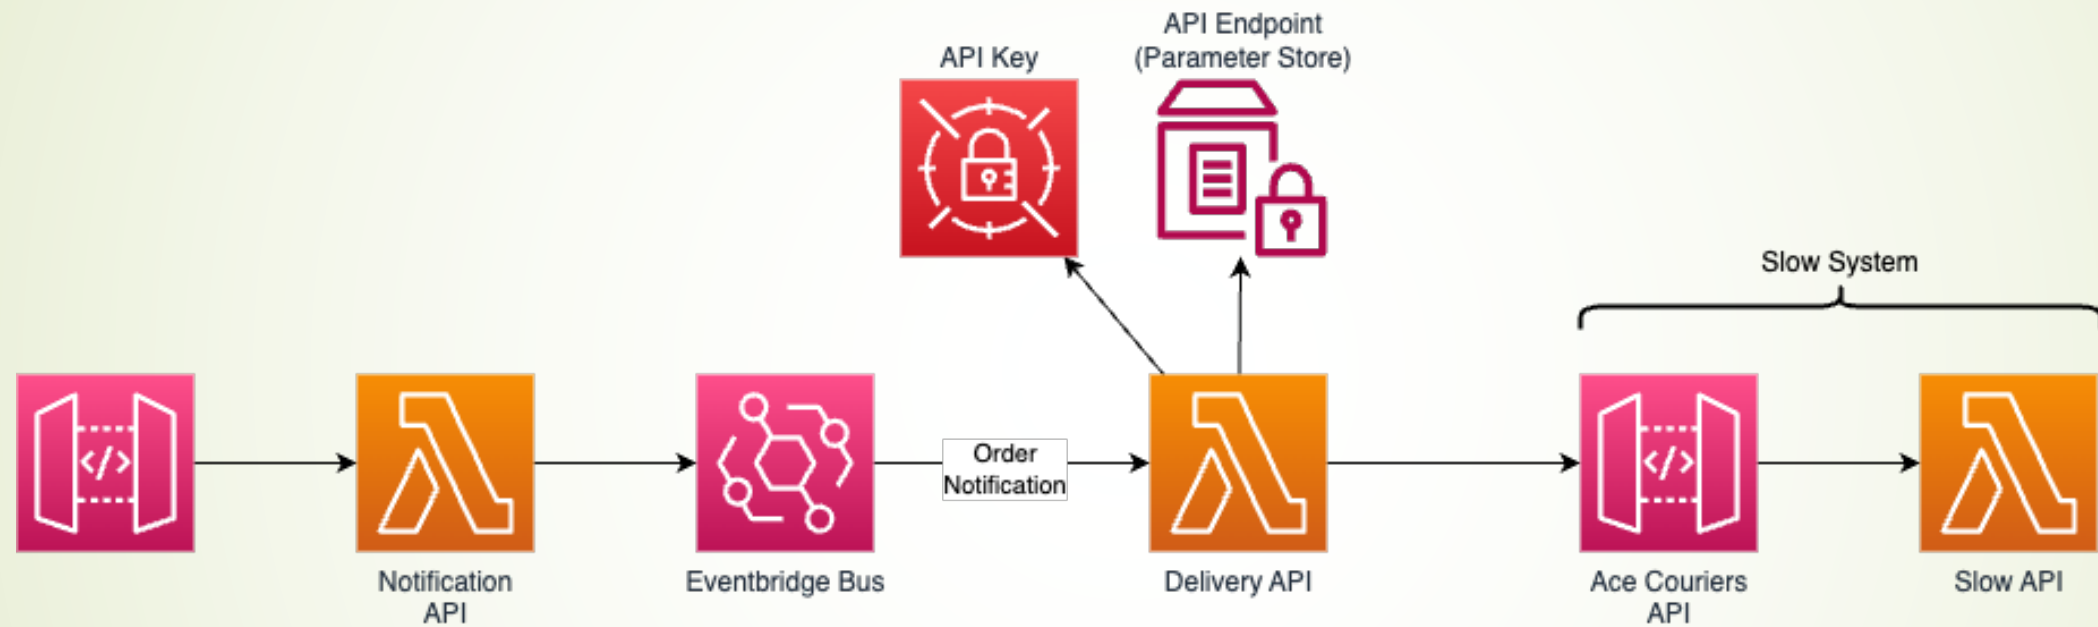 API Key
API Endpoint
(Parameter Store)
Slow System
</>
Notification
API
Eventbridge Bus
Order
Notification
Delivery API
</>
Ace Couriers
API
Slow API